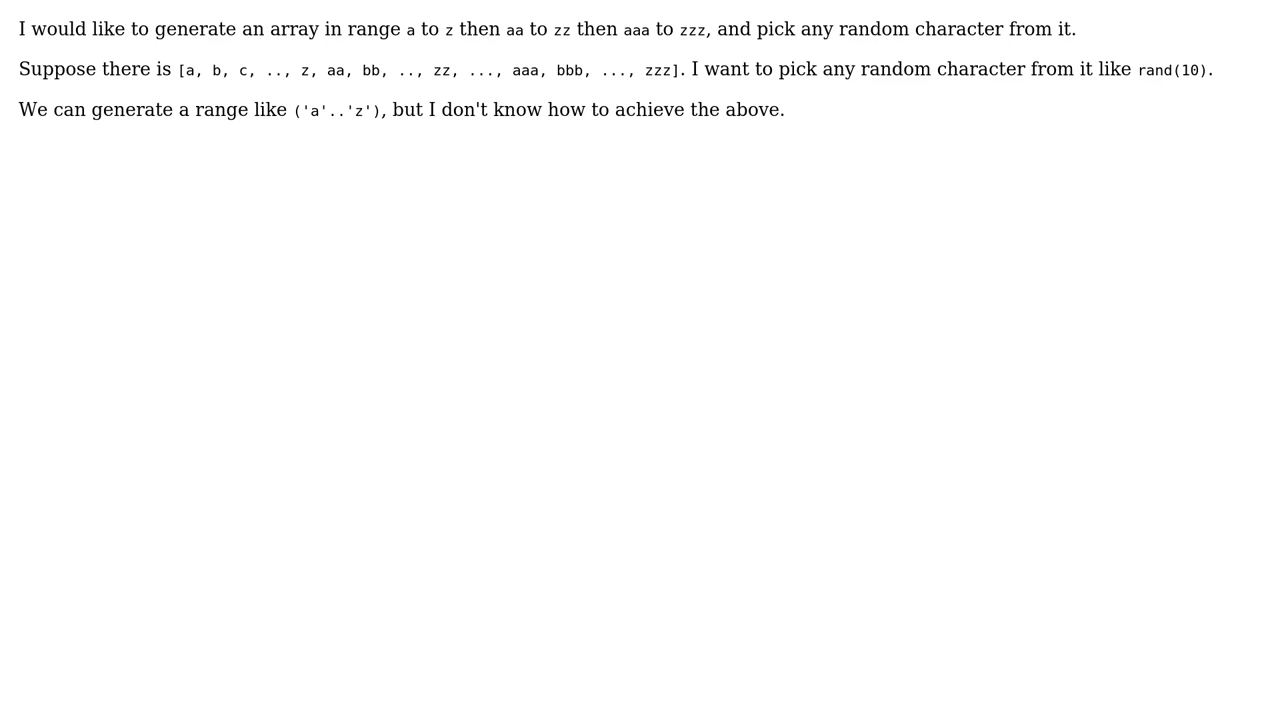 I would like to generate an array in range a to z then aa to zz then aaa to zzz, and pick any random character from it.
Suppose there is [a, b, c, .., z, aa, bb, .., zz, ..., aaa, bbb, ..., zzz]. I want to pick any random character from it like rand(10).
We can generate a range like ('a'..'z'), but I don't know how to achieve the above.